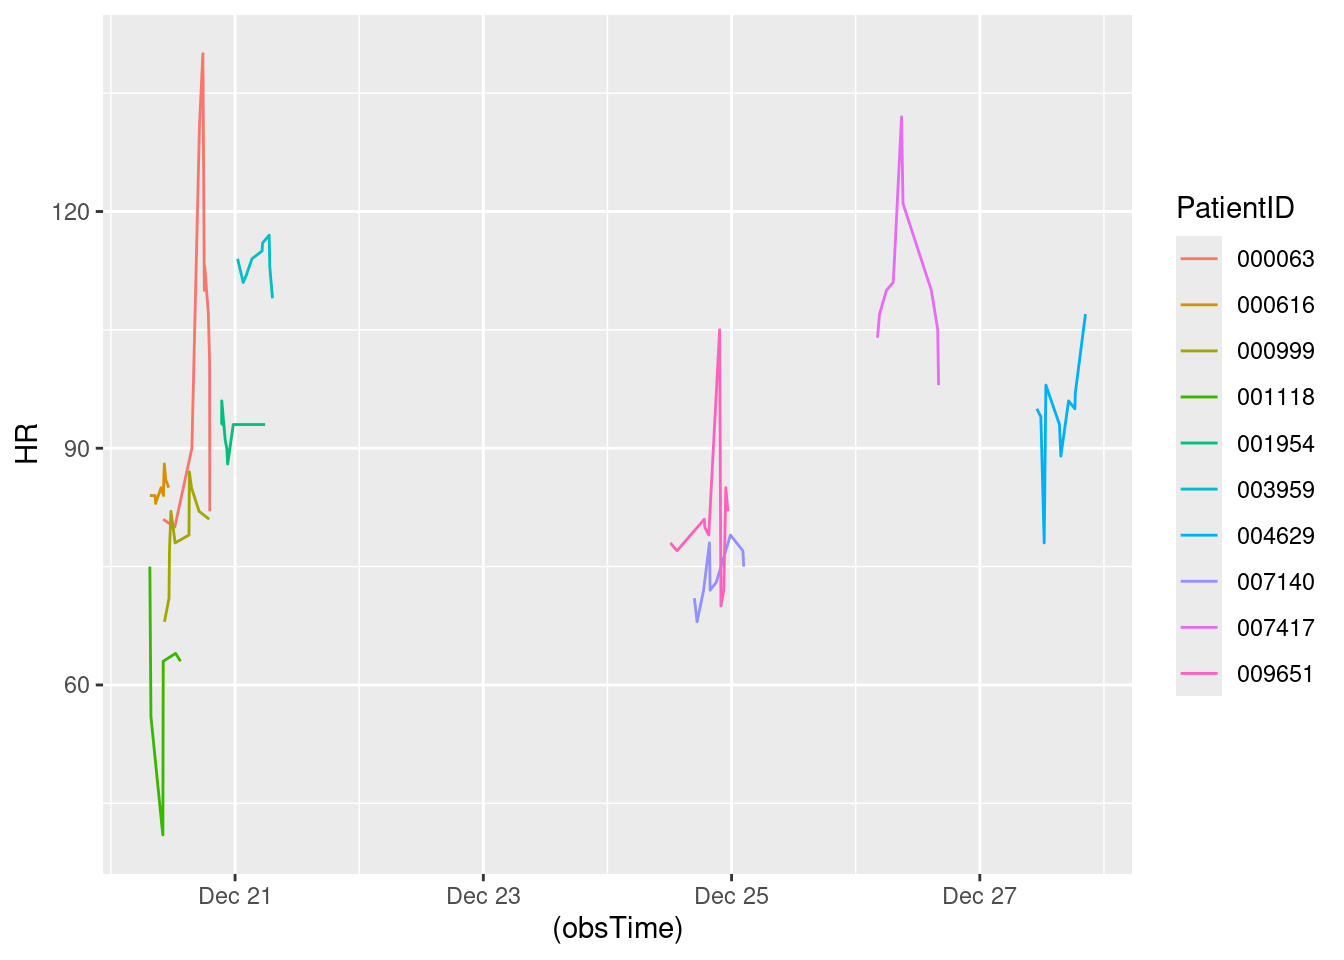 120
90
60
HR
Dec 21
Dec 23
Dec 25
Dec 27
(obsTime)
PatientID
000063
000616
000999
001118
001954
003959
004629
007140
007417
009651